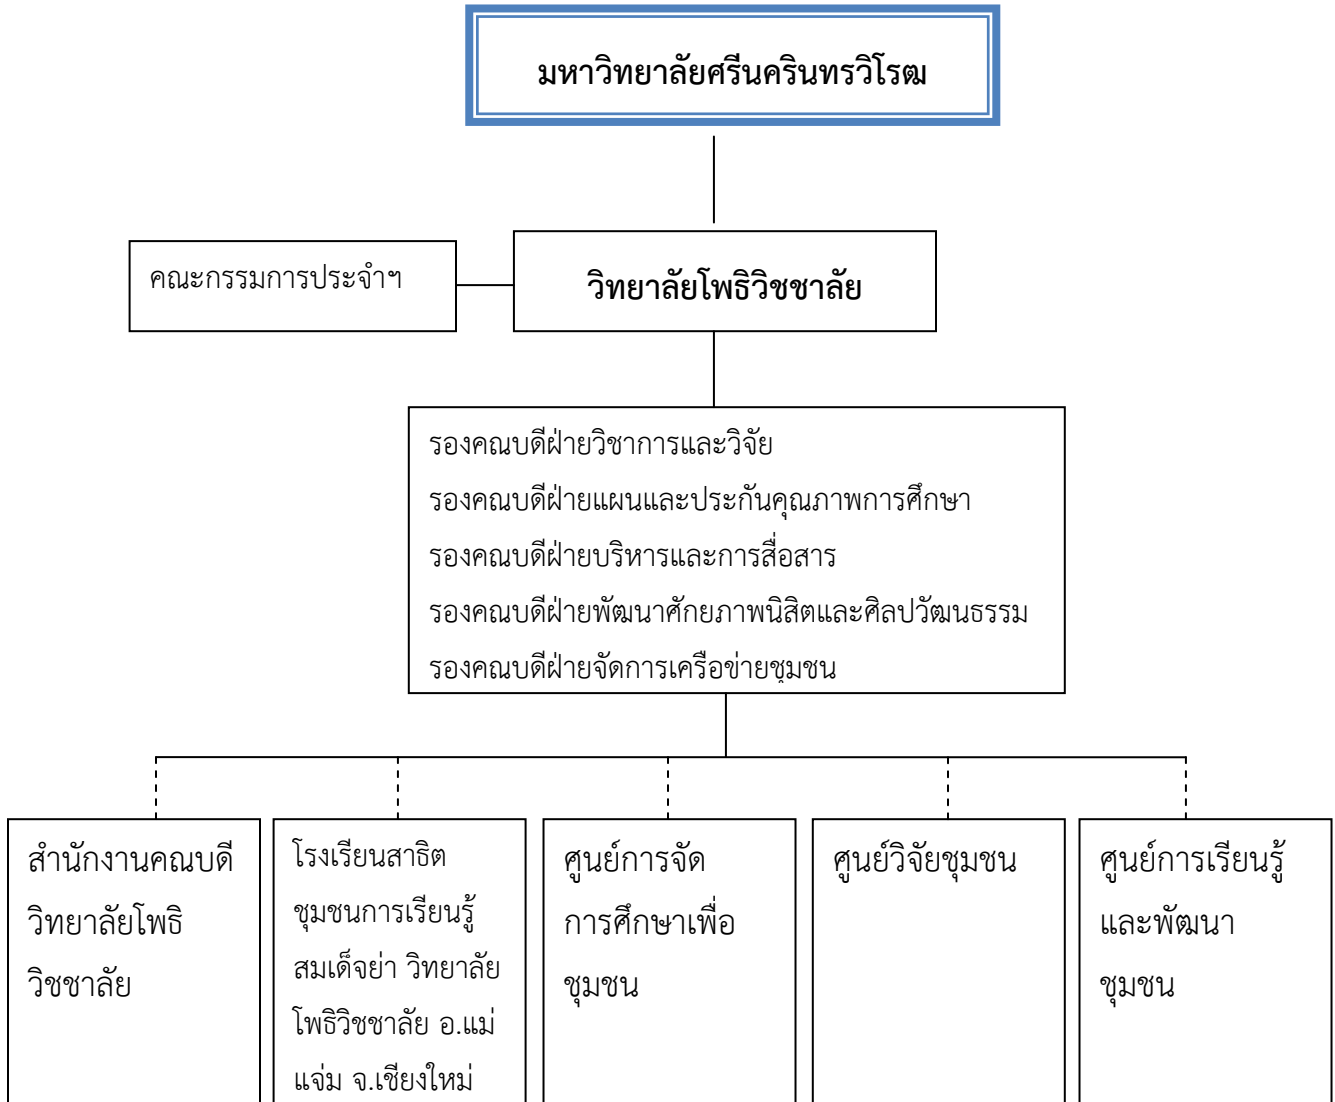 มหาวิทยาลัยศรีนครินทรวิโรฒ
คณะกรรมการประจำฯ
วิทยาลัยโพธิวิชชาลัย
รองคณบดีฝ่ายวิชาการและวิจัย
รองคณบดีฝ่ายแผนและประกันคุณภาพการศึกษา
รองคณบดีฝ่ายบริหารและการสื่อสาร
รองคณบดีฝ่ายพัฒนาศักยภาพนิสิตและศิลปวัฒนธรรม
รองคณบดีฝ่ายจัดการเครือข่ายชุมชน
สำนักงานคณบดี
วิทยาลัยโพธิ
วิชชาลัย
โรงเรียนสาธิต
ชุมชนการเรียนรู้
สมเด็จย่า วิทยาลัย
โพธิวิชชาลัย อ.แม่
แจ่ม จ.เชียงใหม่
ศูนย์การจัด
การศึกษาเพื่อ
ชุมชน
ศูนย์วิจัยชุมชน
ศูนย์การเรียนรู้
และพัฒนา
ชุมชน